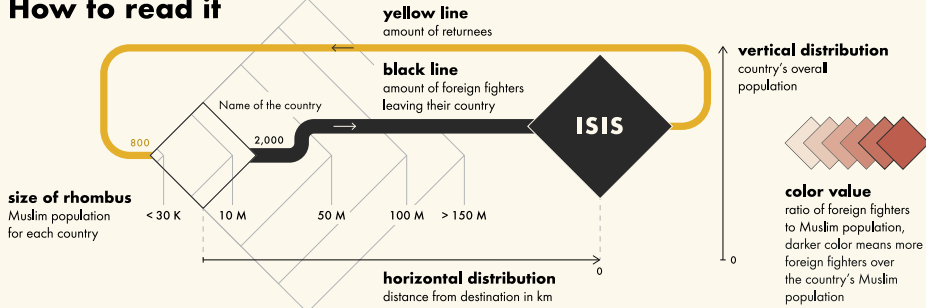 How to read it
yellow line
amount of returnees
black line
amount of foreign fighters
leaving their country
Name of the country
800
2,000
ISIS
vertical distribution
country's overall
population
size of rhombus
Muslim population
for each country
< 30 K
10 M
50 M
100 M
> 150 M
horizontal distribution
distance from destination in km
0
0
color value
ratio of foreign fighters
to Muslim population,
darker color means more
foreign fighters over
the country's Muslim
population